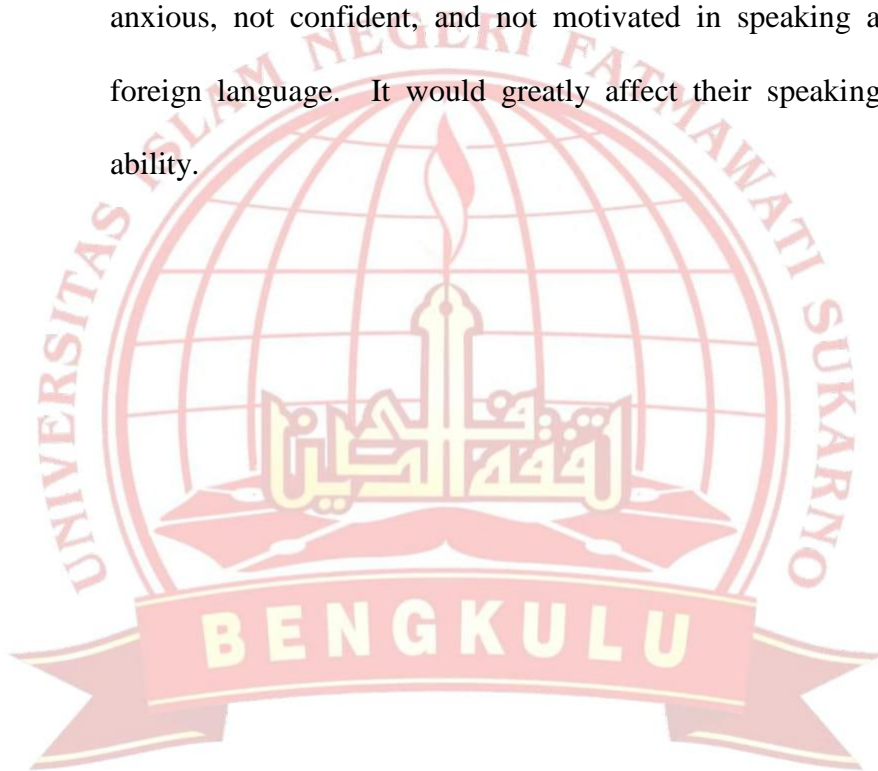 anxious, not confident, and not motivated in speaking a
foreign language. It would greatly affect their speaking
ability.
UNIVERSITAS ISLAM NEGERI FATMAWATI SUKARNO
BENGKULU